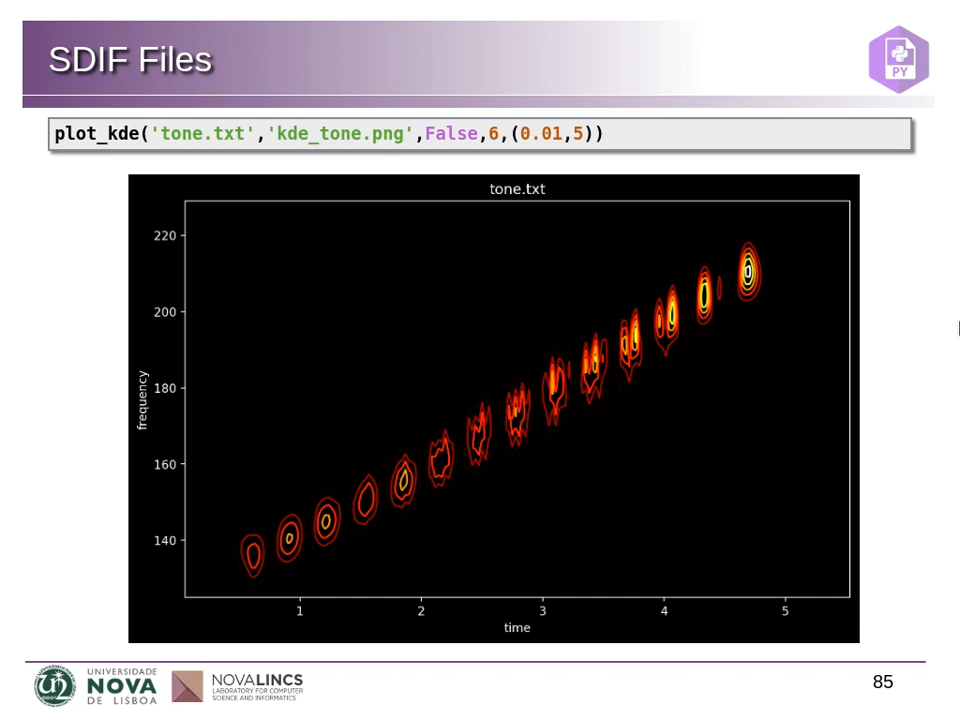 SDIF Files
PY
plot_kde('tone.txt','kde_tone.png',False,6,(0.01,5))
tone.txt
220
200
180
160
140
frequency
1 2 3 4 5
time
UNIVERSIDADE
NOVA
DE LISBOA
NOVALINCS
LABORATORY FOR COMPUTER
SCIENCE AND INFORMATICS
85